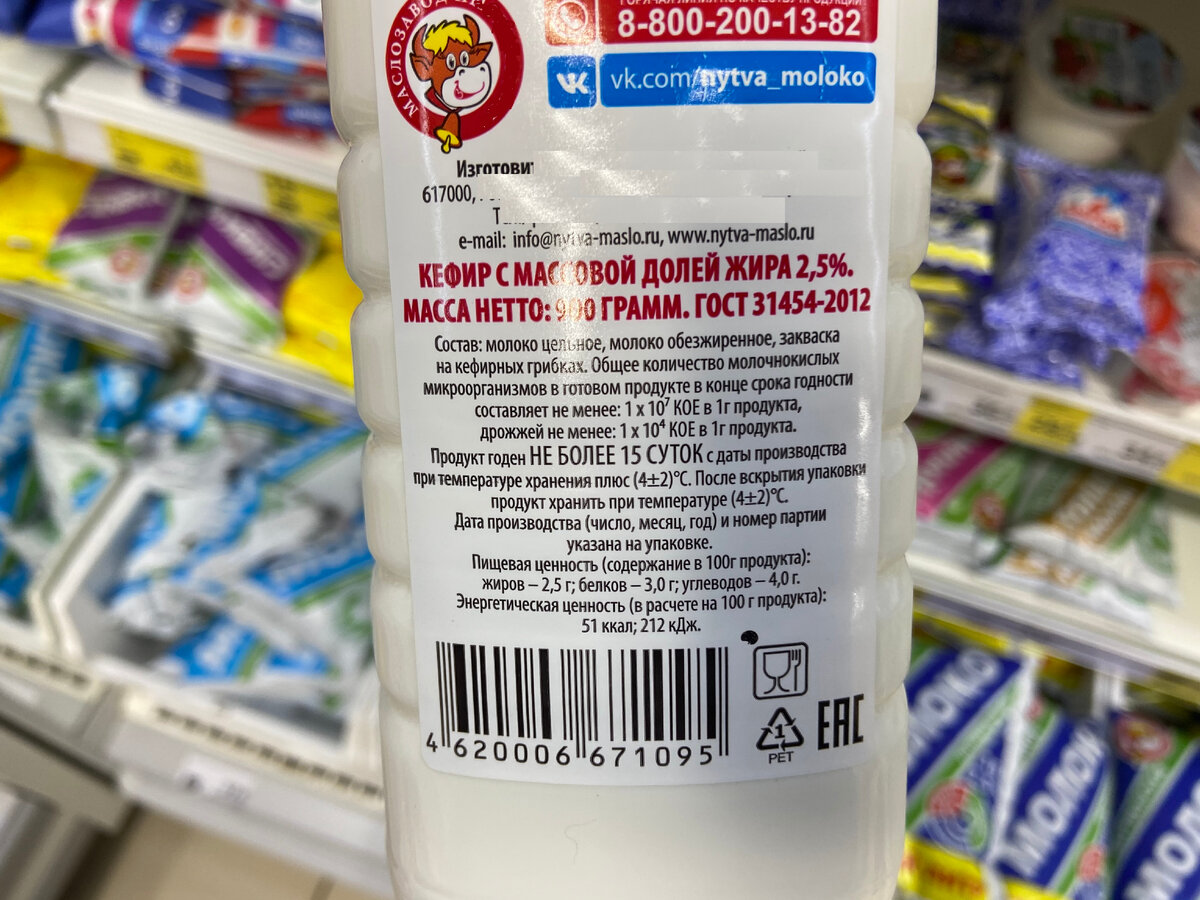 МАСЛОЗАВОД
8-800-200-13-82
vk.com/nytva_moloko
617000,
e-mail: info@nytva-maslo.ru, www.nytva-maslo.ru
КЕФИР С МАССОВОЙ ДОЛЕЙ ЖИРА 2,5%.
МАССА НЕТТО: 900 ГРАММ. ГОСТ 31454-2012
Состав: молоко цельное, молоко обезжиренное, закваска
на кефирных грибках. Общее количество молочнокислых
микроорганизмов в готовом продукте в конце срока годности
составляет не менее: 1 х 10⁷ КОЕ в 1г продукта,
дрожжей не менее: 1 х 10⁴ КОЕ в 1г продукта.
Продукт годен НЕ БОЛЕЕ 15 СУТОК с даты производства
при температуре хранения плюс (4±2)°С. После вскрытия упаковки
продукт хранить при температуре (4±2)°С.
Дата производства (число, месяц, год) и номер партии
указана на упаковке.
Пищевая ценность (содержание в 100г продукта):
жиров – 2,5 г; белков – 3,0 г; углеводов – 4,0 г.
Энергетическая ценность (в расчете на 100 г продукта):
51 ккал; 212 кДж.
4 620006 671095
1
PET
EAC
МОЛОКО
МОЛОКО